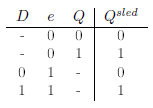 D e Q Q^sled
- 0 0 0
- 0 1 1
0 1 - 0
1 1 - 1